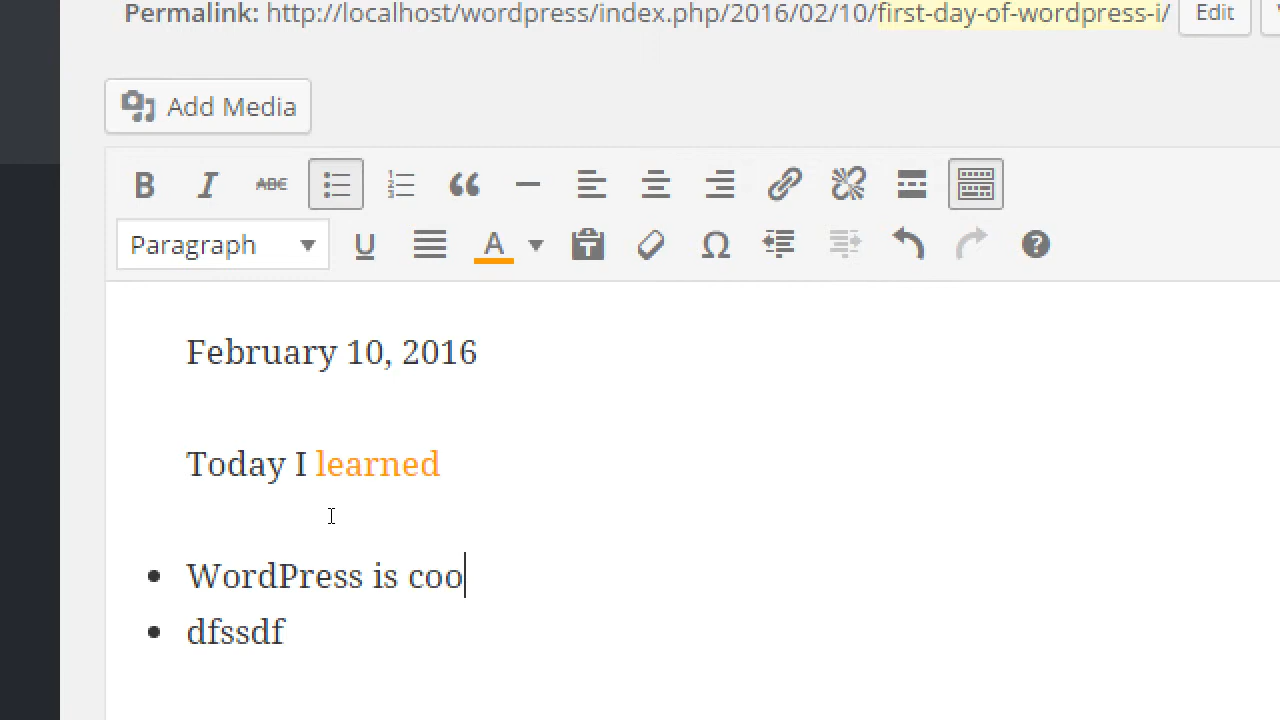 Permalink: http://localhost/wordpress/index.php/2016/02/10/first-day-of-wordpress-i/ Edit
Add Media
B I ABC
Paragraph U A T Ω ?
February 10, 2016
Today I learned
WordPress is coo
dfssdf